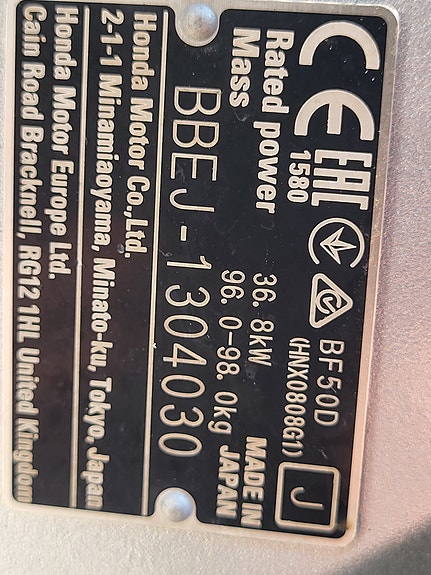 CE EAC BF50D J
1580 (HNX0808G1)
Rated power 36.8kW MADE IN
Mass 96.0-98.0kg JAPAN
BBEJ-1304030
Honda Motor Co.,Ltd.
2-1-1 Minamiaoyama, Minato-ku, Tokyo, Japan
Honda Motor Europe Ltd.
Cain Road Bracknell, RG12 1HL United Kingdom